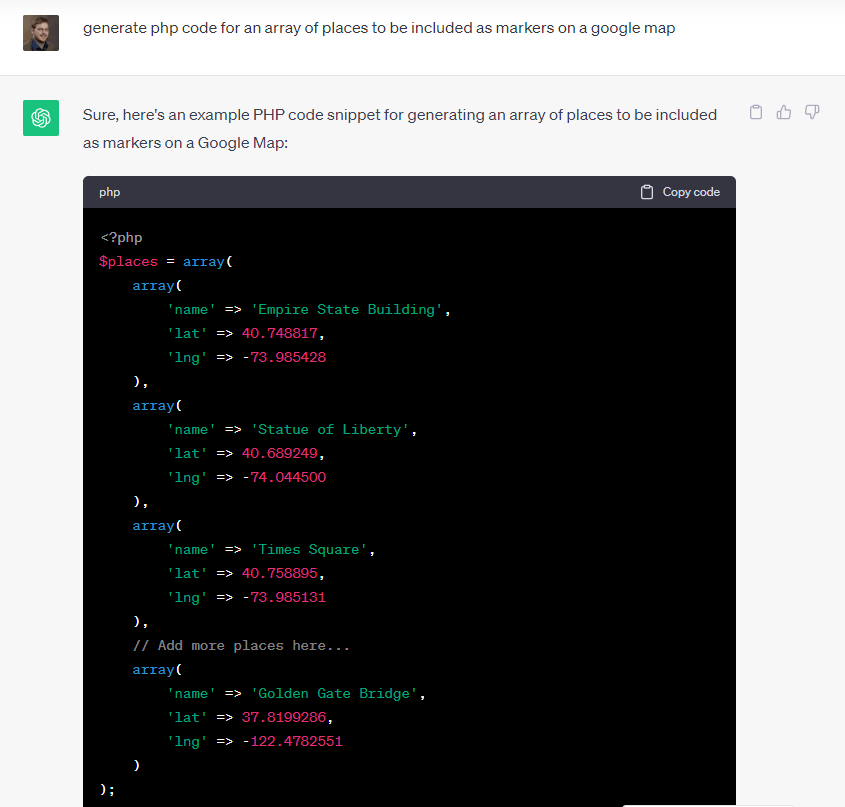 generate php code for an array of places to be included as markers on a google map
Sure, here's an example PHP code snippet for generating an array of places to be included
as markers on a Google Map:
php Copy code
<?php
$places = array(
    array(
        'name' => 'Empire State Building',
        'lat' => 40.748817,
        'lng' => -73.985428
    ),
    array(
        'name' => 'Statue of Liberty',
        'lat' => 40.689249,
        'lng' => -74.044500
    ),
    array(
        'name' => 'Times Square',
        'lat' => 40.758895,
        'lng' => -73.985131
    ),
    // Add more places here...
    array(
        'name' => 'Golden Gate Bridge',
        'lat' => 37.8199286,
        'lng' => -122.4782551
    )
);